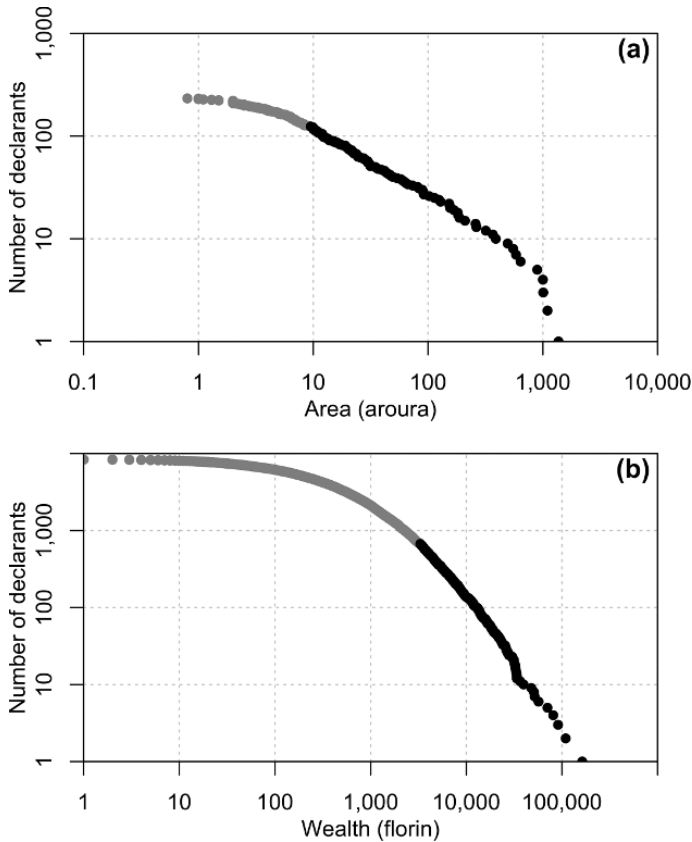 (a)
Number of declarants
1,000
100
10
1
0.1 1 10 100 1,000 10,000
Area (aroura)
(b)
Number of declarants
1,000
100
10
1
1 10 100 1,000 10,000 100,000
Wealth (florin)